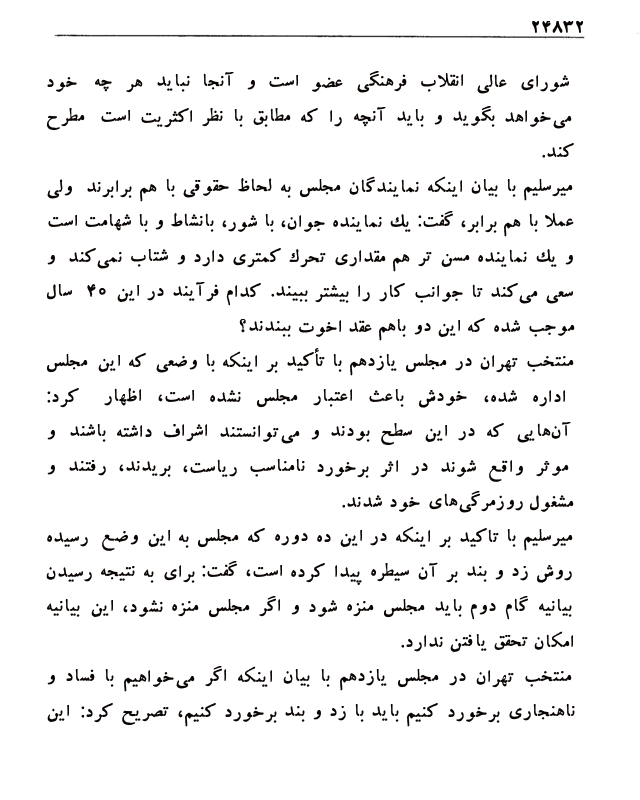 ۲۴۸۳۲
شورای عالی انقلاب فرهنگی عضو است و آنجا نباید هر چه خود
می‌خواهد بگوید و باید آنچه را که مطابق با نظر اکثریت است مطرح
کند.
میرسلیم با بیان اینکه نمایندگان مجلس به لحاظ حقوقی با هم برابرند ولی
عملا با هم برابر، گفت: یك نماینده جوان، با شور، بانشاط و با شهامت است
و یك نماینده مسن تر هم مقداری تحرك کمتری دارد و شتاب نمی‌کند و
سعی می‌کند تا جوانب کار را بیشتر ببیند. کدام فرآیند در این ۴۰ سال
موجب شده که این دو باهم عقد اخوت ببندند؟
منتخب تهران در مجلس یازدهم با تأکید بر اینکه با وضعی که این مجلس
اداره شده، خودش باعث اعتبار مجلس نشده است، اظهار کرد:
آن‌هایی که در این سطح بودند و می‌توانستند اشراف داشته باشند و
موثر واقع شوند در اثر برخورد نامناسب ریاست، بریدند، رفتند و
مشغول روزمرگی‌های خود شدند.
میرسلیم با تاکید بر اینکه در این ده دوره که مجلس به این وضع رسیده
روش زد و بند بر آن سیطره پیدا کرده است، گفت: برای به نتیجه رسیدن
بیانیه گام دوم باید مجلس منزه شود و اگر مجلس منزه نشود، این بیانیه
امکان تحقق یافتن ندارد.
منتخب تهران در مجلس یازدهم با بیان اینکه اگر می‌خواهیم با فساد و
ناهنجاری برخورد کنیم باید با زد و بند برخورد کنیم، تصریح کرد: این